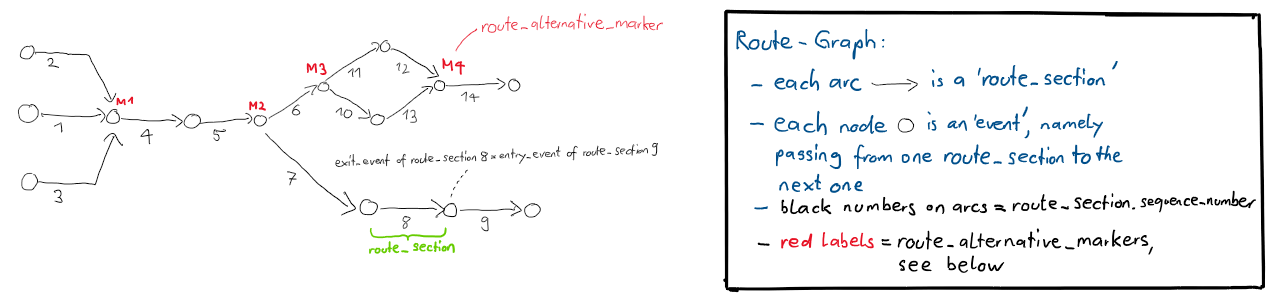 route_alternative_marker
2
M1
1
4
3
5
M2
6
M3
11
12
M4
10
13
14
exit_event of route_section 8 = entry_event of route_section 9
7
8
9
route_section
Route-Graph:
- each arc → is a 'route_section'
- each node ○ is an 'event', namely
passing from one route_section to the
next one
- black numbers on arcs = route_section.sequence_number
- red labels = route_alternative_markers,
see below